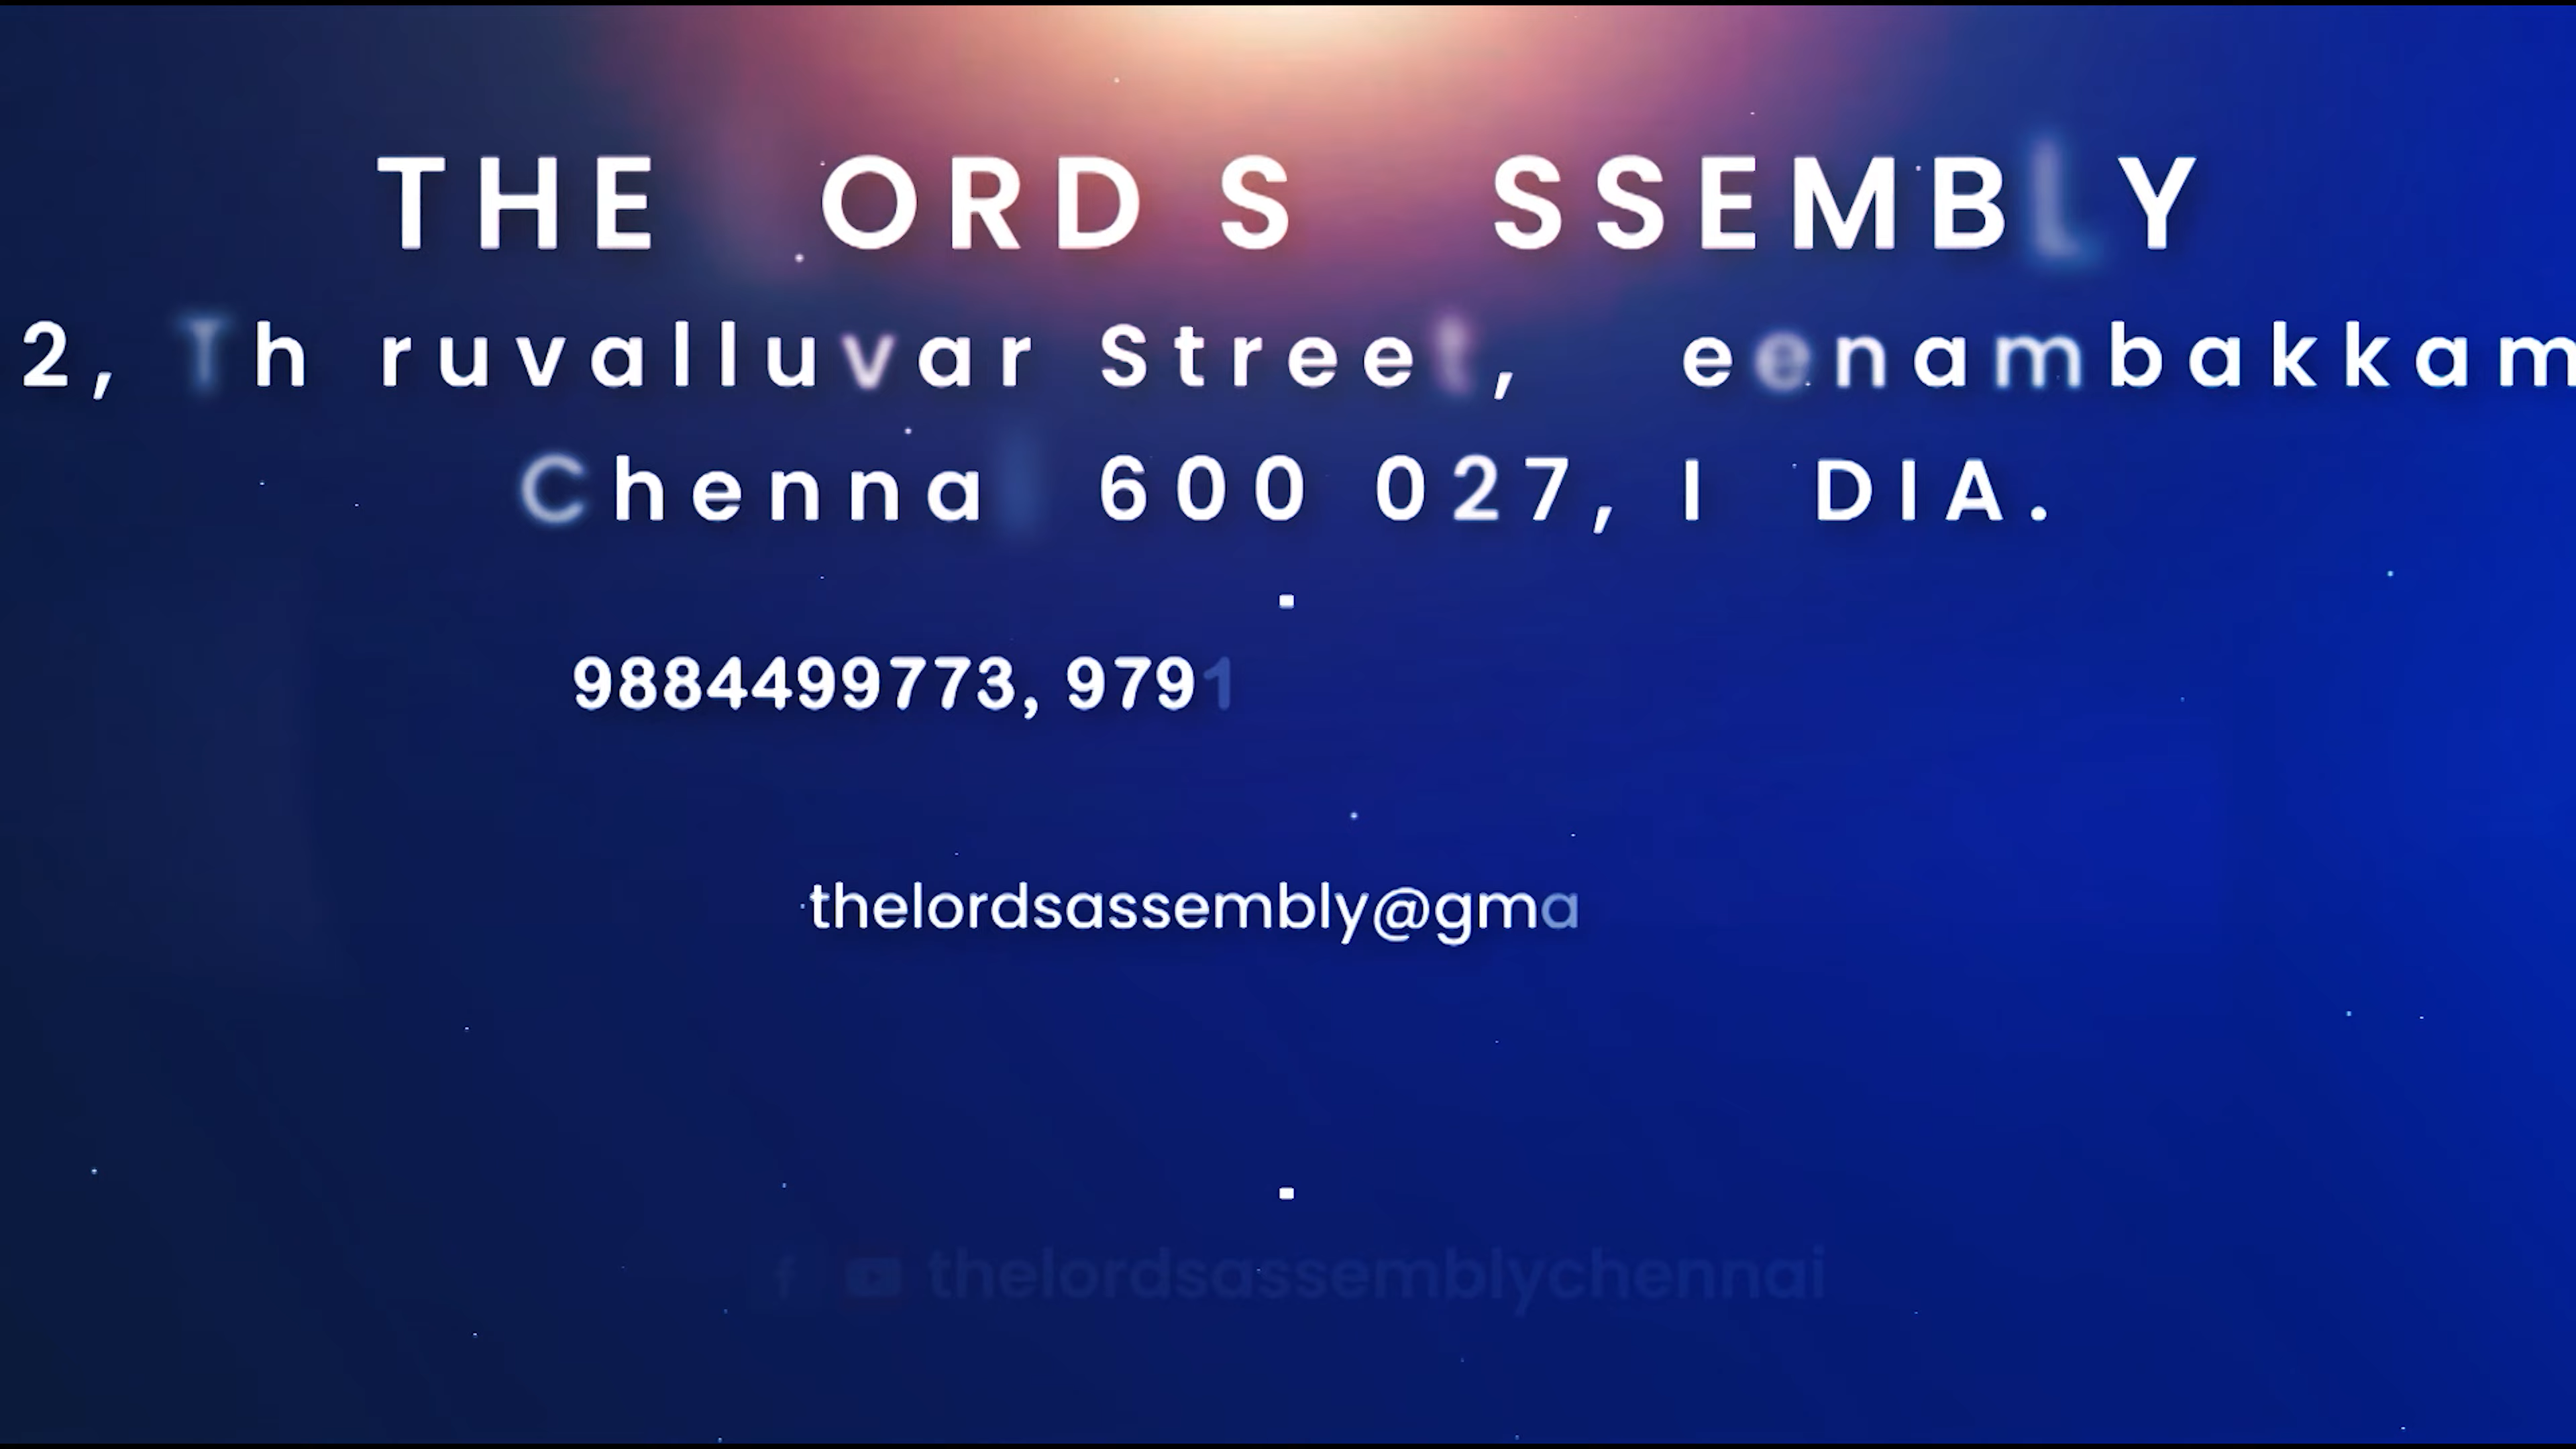 THE ORD S SSEMBLY
2, Th ruvalluvar Street, eenambakkam
Chenna 600 027, I DIA.
9884499773, 9791
thelordsassembly@gma
thelordsassemblychennai